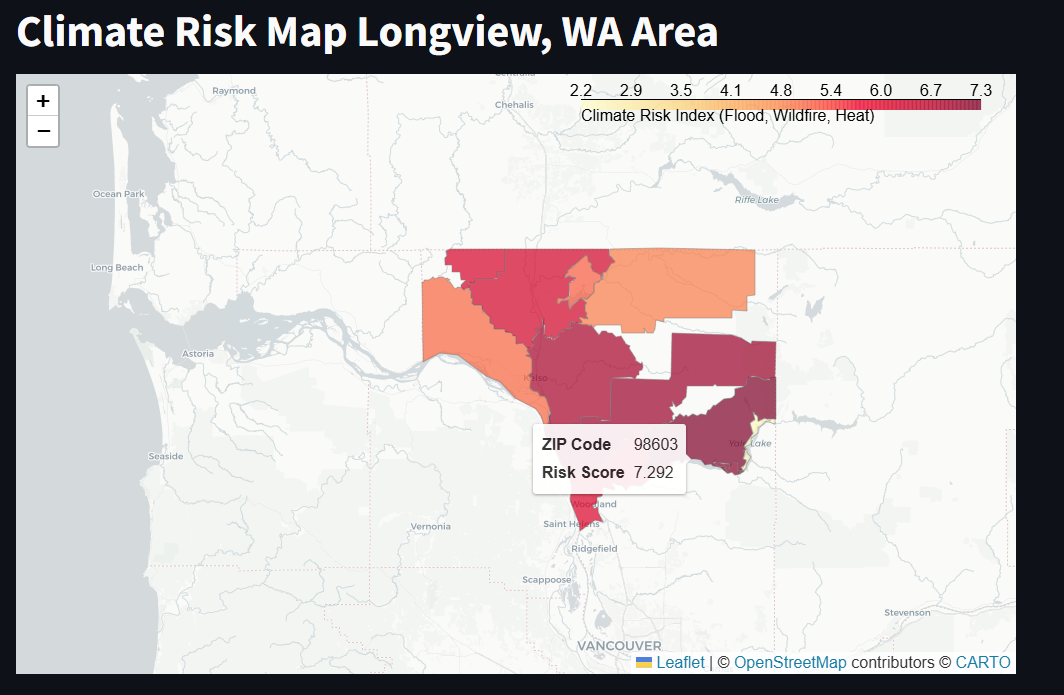 Climate Risk Map Longview, WA Area
+
−
2.2 2.9 3.5 4.1 4.8 5.4 6.0 6.7 7.3
Climate Risk Index (Flood, Wildfire, Heat)
Raymond
Chehalis
Ocean Park
Riffe Lake
Long Beach
Astoria
Kelso
ZIP Code 98603
Risk Score 7.292
Lake
Seaside
Woodland
Saint Helens
Vernonia
Ridgefield
Scappoose
Stevenson
VANCOUVER
Leaflet | © OpenStreetMap contributors © CARTO